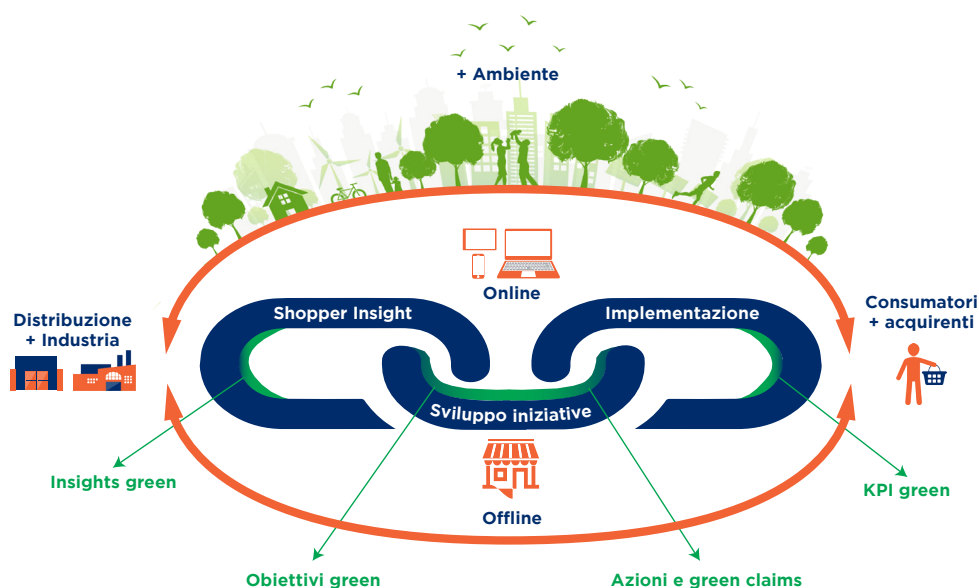 + Ambiente
Online
Shopper Insight
Implementazione
Distribuzione
+ Industria
Consumatori
+ acquirenti
Sviluppo iniziative
Insights green
KPI green
Offline
Obiettivi green
Azioni e green claims